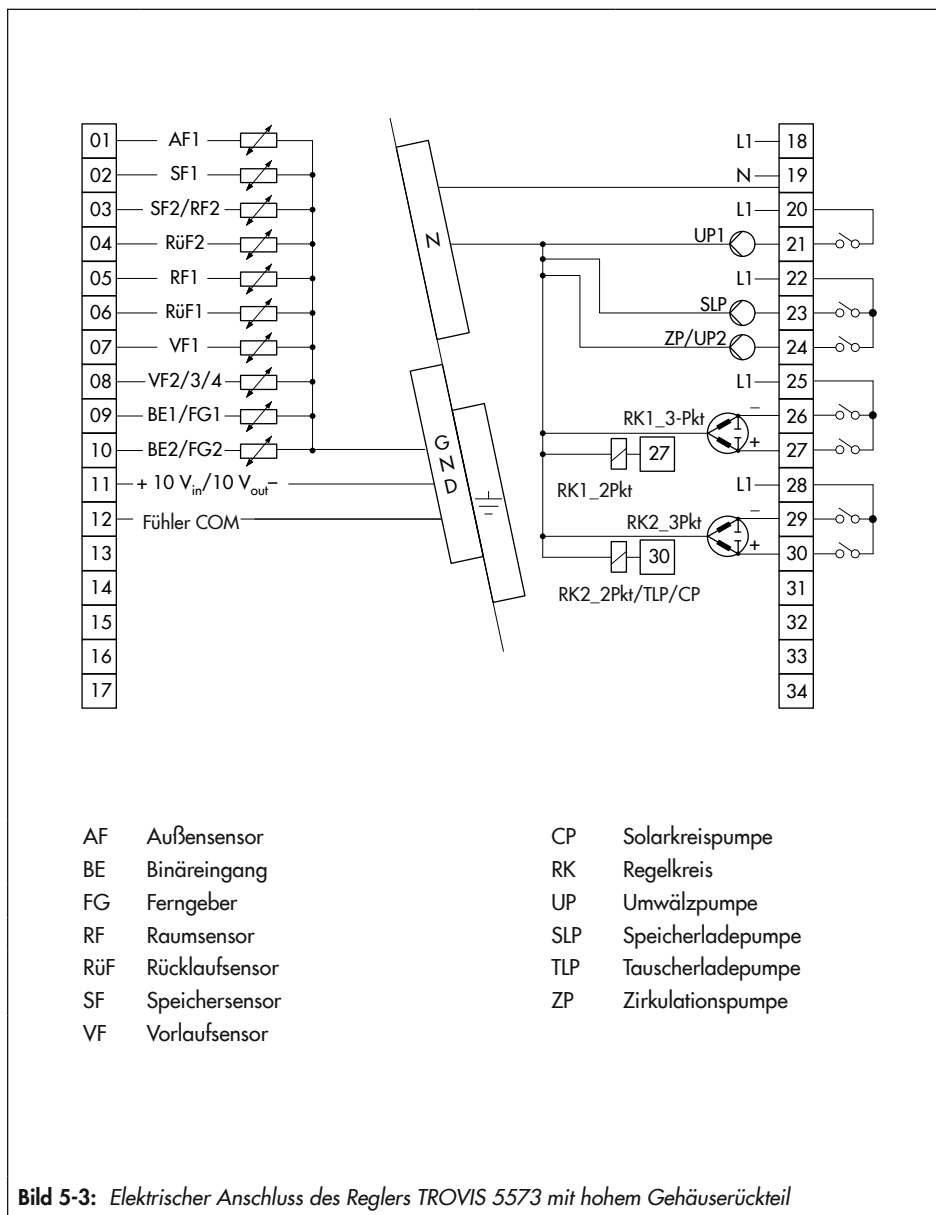 01 AF1
02 SF1
03 SF2/RF2
04 RüF2
05 RF1
06 RüF1
07 VF1
08 VF2/3/4
09 BE1/FG1
10 BE2/FG2
11 + 10 Vin/10 Vout–
12 Fühler COM
13
14
15
16
17
N
GND
L1 18
N 19
L1 20
UP1 21
L1 22
SLP 23
ZP/UP2 24
L1 25
– 26
RK1_3-Pkt
+ 27
27
RK1_2Pkt
L1 28
– 29
RK2_3Pkt
+ 30
30
RK2_2Pkt/TLP/CP
31
32
33
34
AF Außensensor
BE Binäreingang
FG Ferngeber
RF Raumsensor
RüF Rücklaufsensor
SF Speichersensor
VF Vorlaufsensor
CP Solarkreispumpe
RK Regelkreis
UP Umwälzpumpe
SLP Speicherladepumpe
TLP Tauscherladepumpe
ZP Zirkulationspumpe
Bild 5-3: Elektrischer Anschluss des Reglers TROVIS 5573 mit hohem Gehäuserückteil